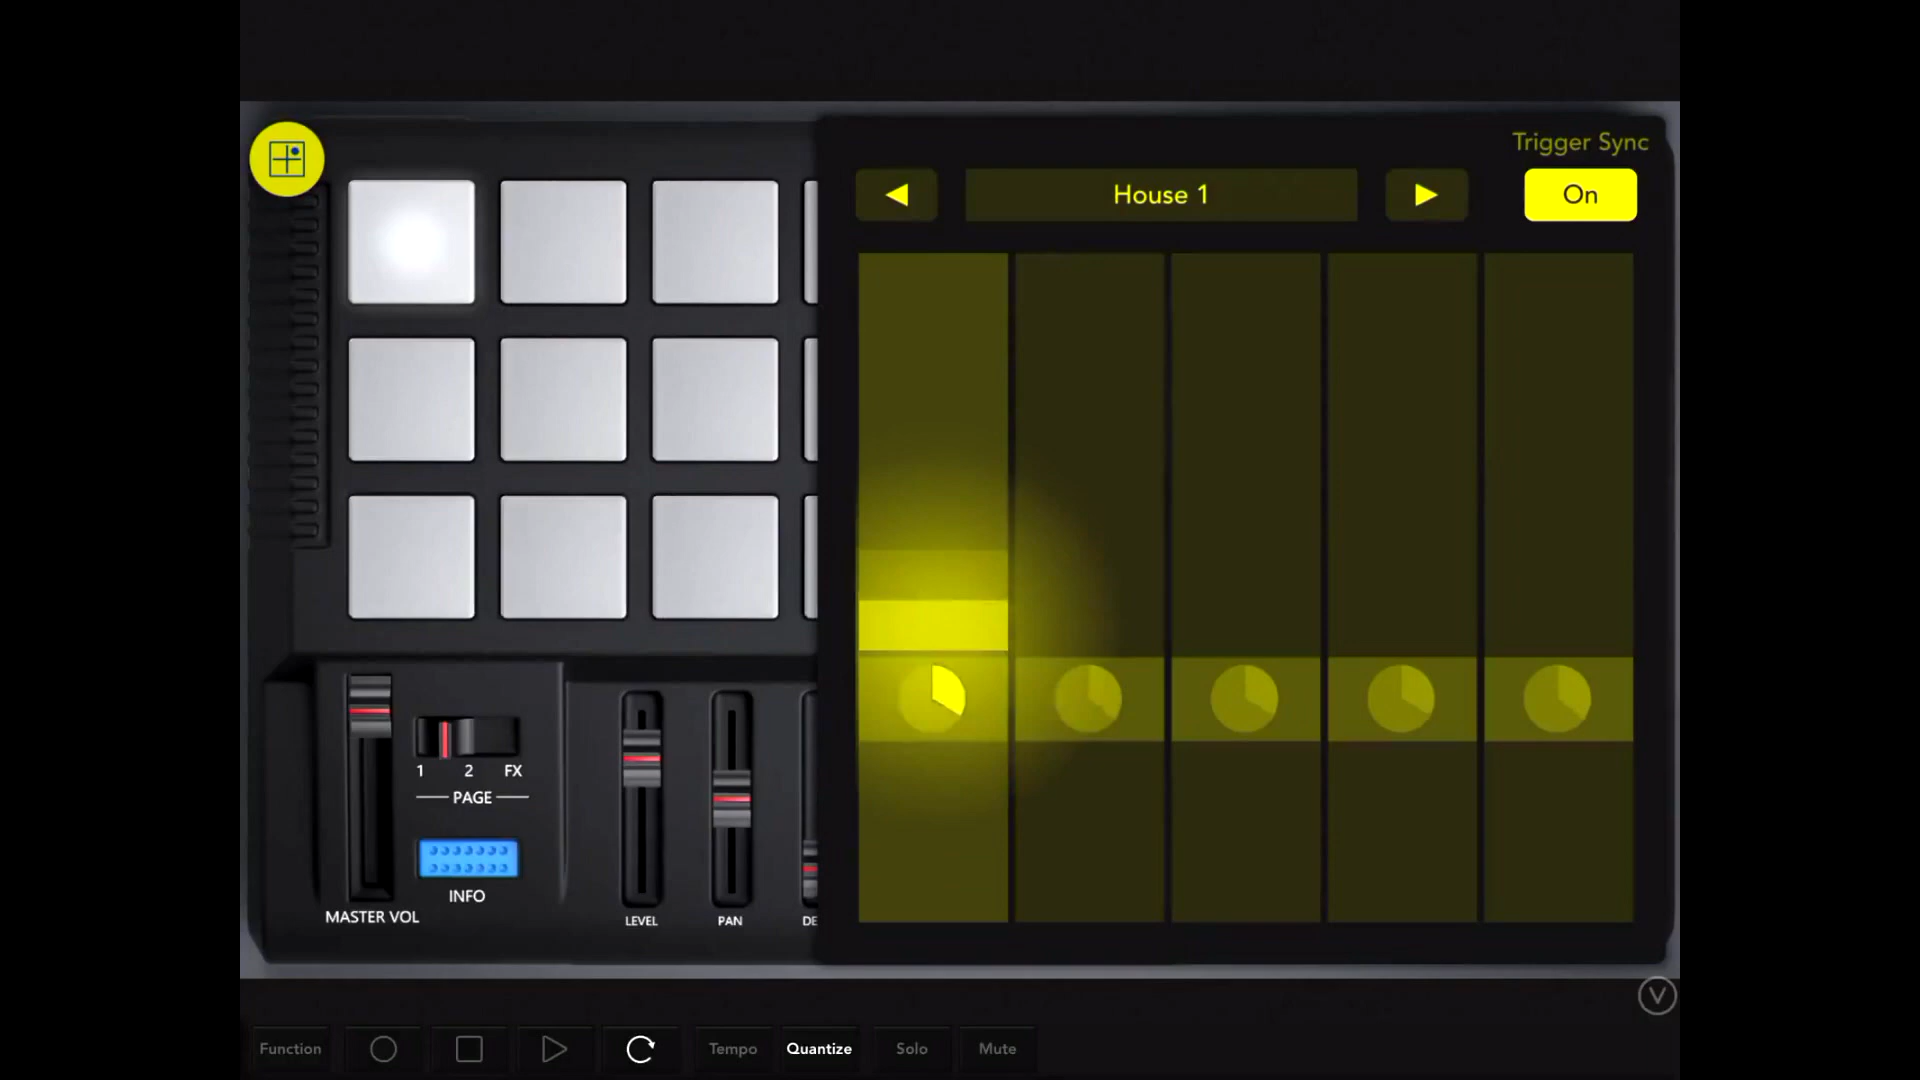 Trigger Sync
House 1
On
1 2 FX
PAGE
INFO
MASTER VOL
LEVEL
PAN
DE
V
Function
Tempo
Quantize
Solo
Mute